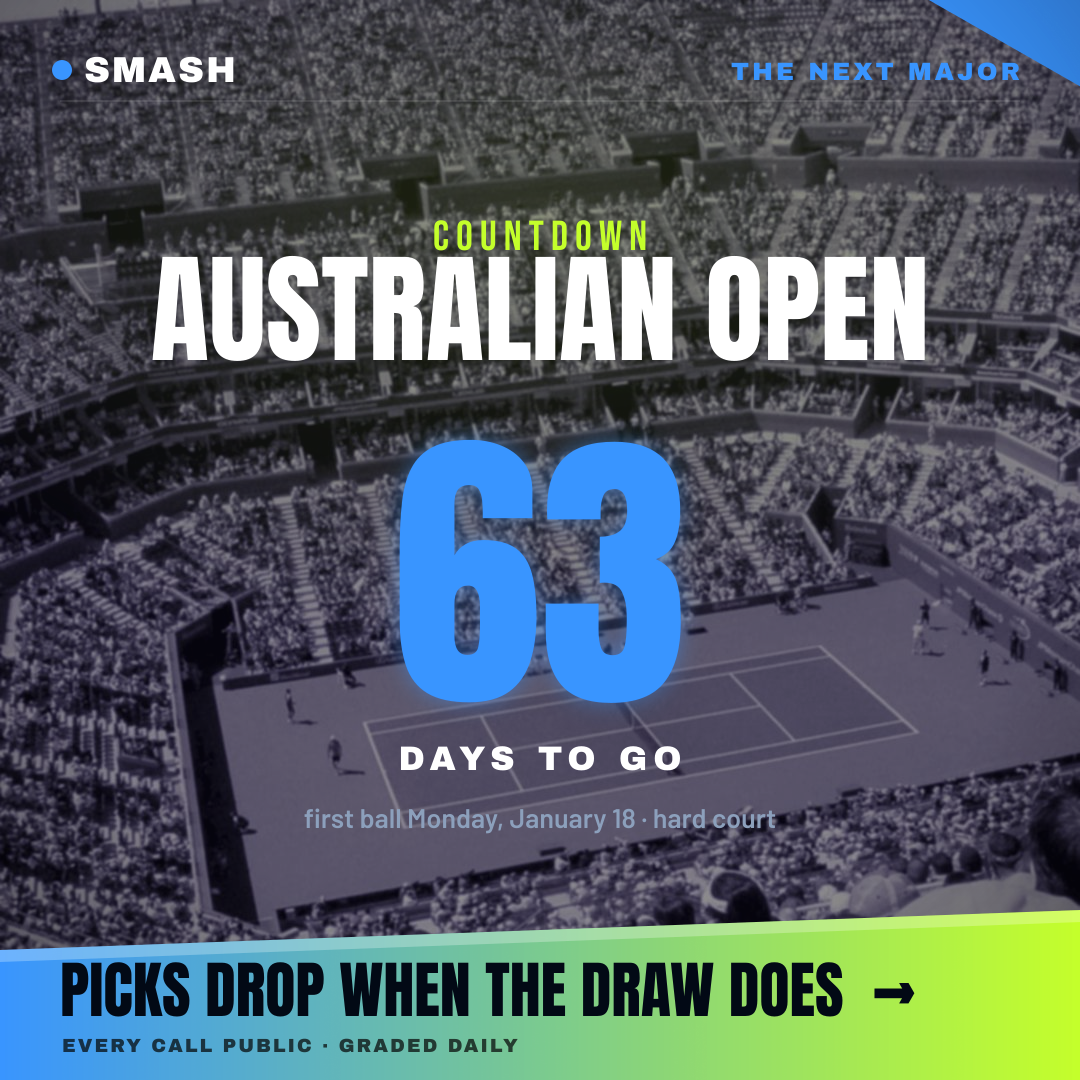 SMASH
THE NEXT MAJOR
COUNTDOWN
AUSTRALIAN OPEN
63
DAYS TO GO
first ball Monday, January 18 · hard court
PICKS DROP WHEN THE DRAW DOES →
EVERY CALL PUBLIC · GRADED DAILY